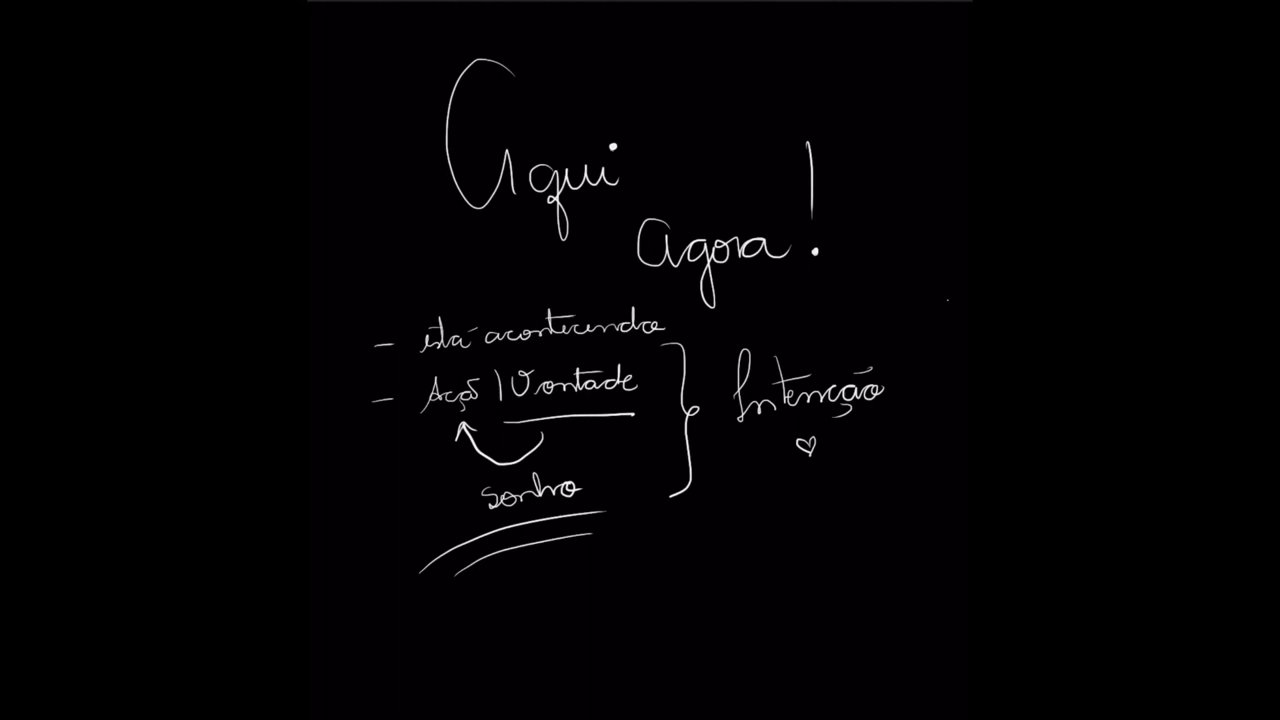 Aqui
agora!
- está acontecendo
- Ação | Vontade
Intenção
♡
sonho